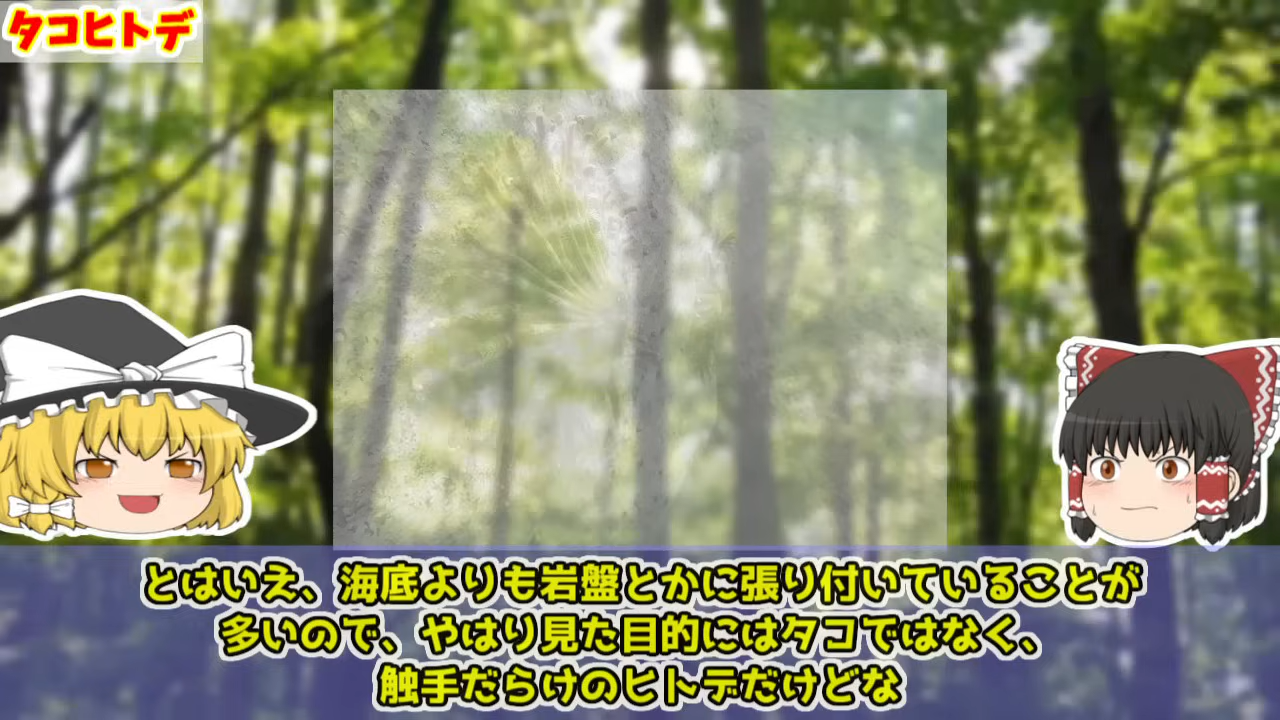 タコヒトデ
とはいえ、海底よりも岩盤とかに張り付いていることが
多いので、やはり見た目的にはタコではなく、
触手だらけのヒトデだけどな